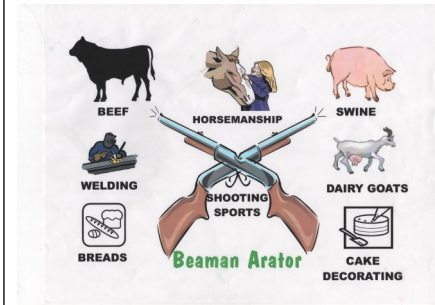 BEEF
HORSEMANSHIP
SWINE
WELDING
SHOOTING
SPORTS
DAIRY GOATS
BREADS
Beaman Arator
CAKE
DECORATING